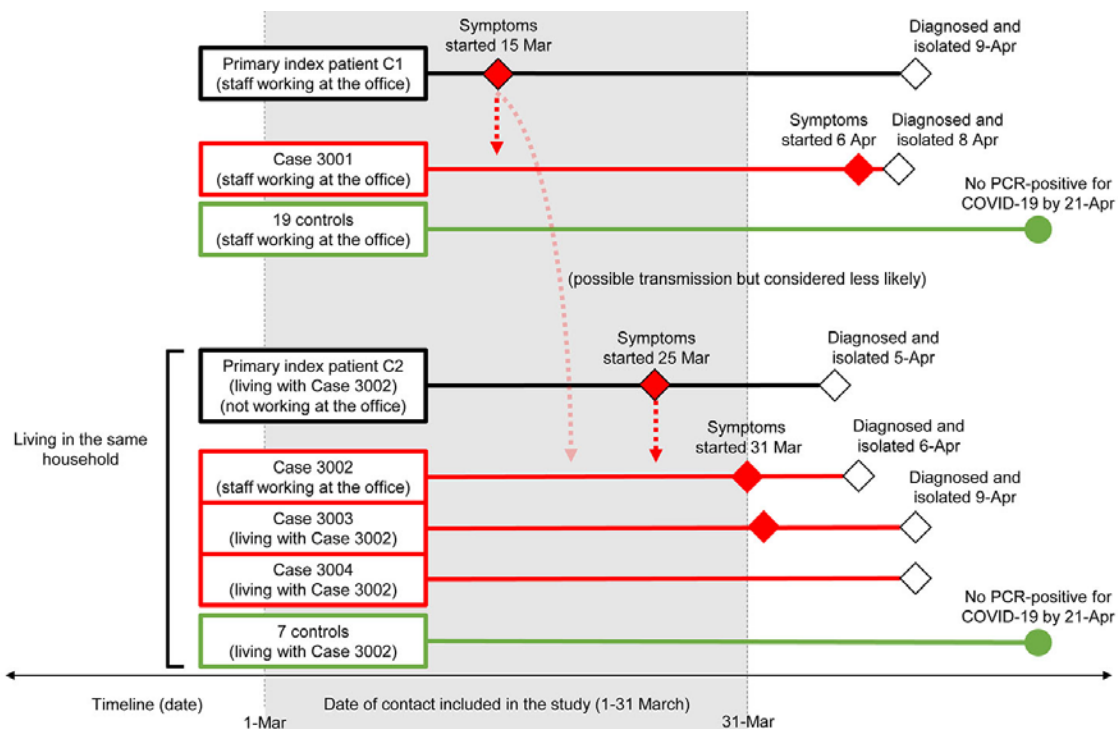 Symptoms
started 15 Mar
Diagnosed and
isolated 9-Apr
Primary index patient C1
(staff working at the office)
Symptoms
started 6 Apr
Diagnosed and
isolated 8 Apr
Case 3001
(staff working at the office)
No PCR-positive for
COVID-19 by 21-Apr
19 controls
(staff working at the office)
(possible transmission but considered less likely)
Symptoms
started 25 Mar
Diagnosed and
isolated 5-Apr
Primary index patient C2
(living with Case 3002)
(not working at the office)
Living in the same
household
Symptoms
started 31 Mar
Diagnosed and
isolated 6-Apr
Case 3002
(staff working at the office)
Diagnosed and
isolated 9-Apr
Case 3003
(living with Case 3002)
Case 3004
(living with Case 3002)
No PCR-positive for
COVID-19 by 21-Apr
7 controls
(living with Case 3002)
Timeline (date)
Date of contact included in the study (1-31 March)
1-Mar
31-Mar